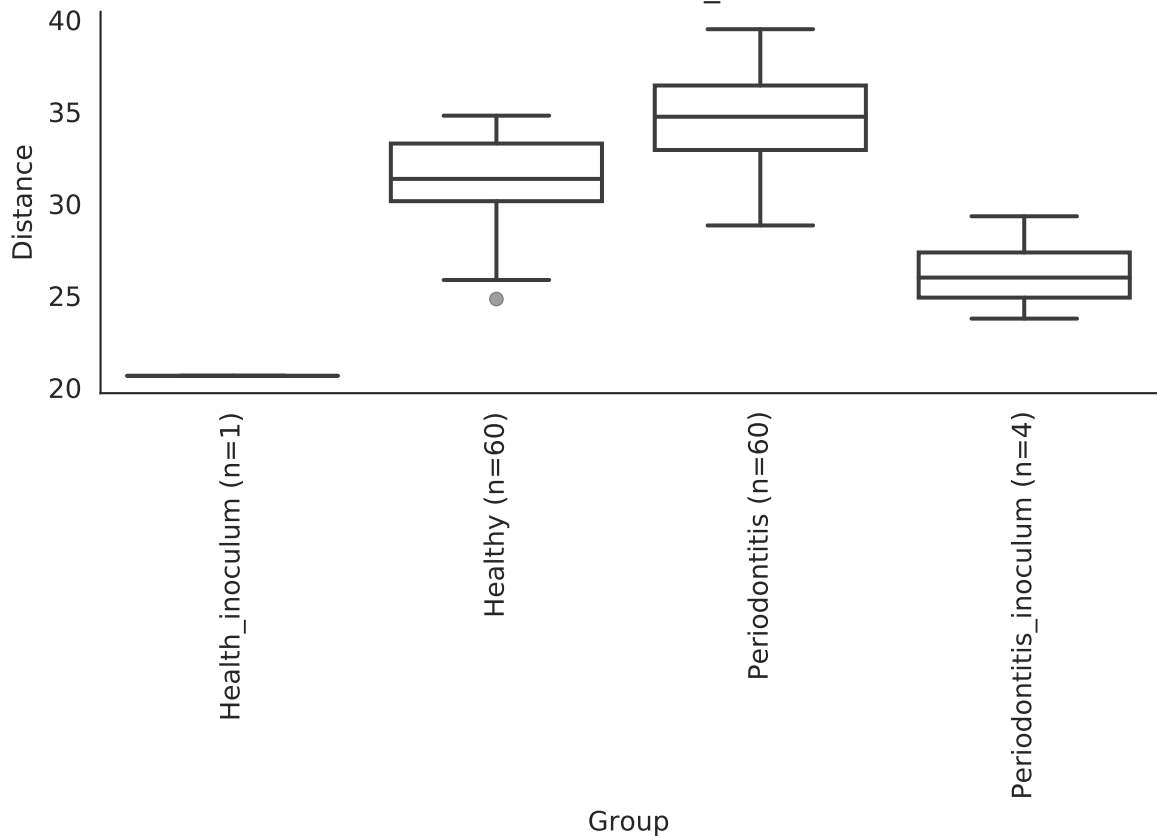 40
35
30
25
20
Distance
Health_inoculum (n=1)
Healthy (n=60)
Periodontitis (n=60)
Periodontitis_inoculum (n=4)
Group